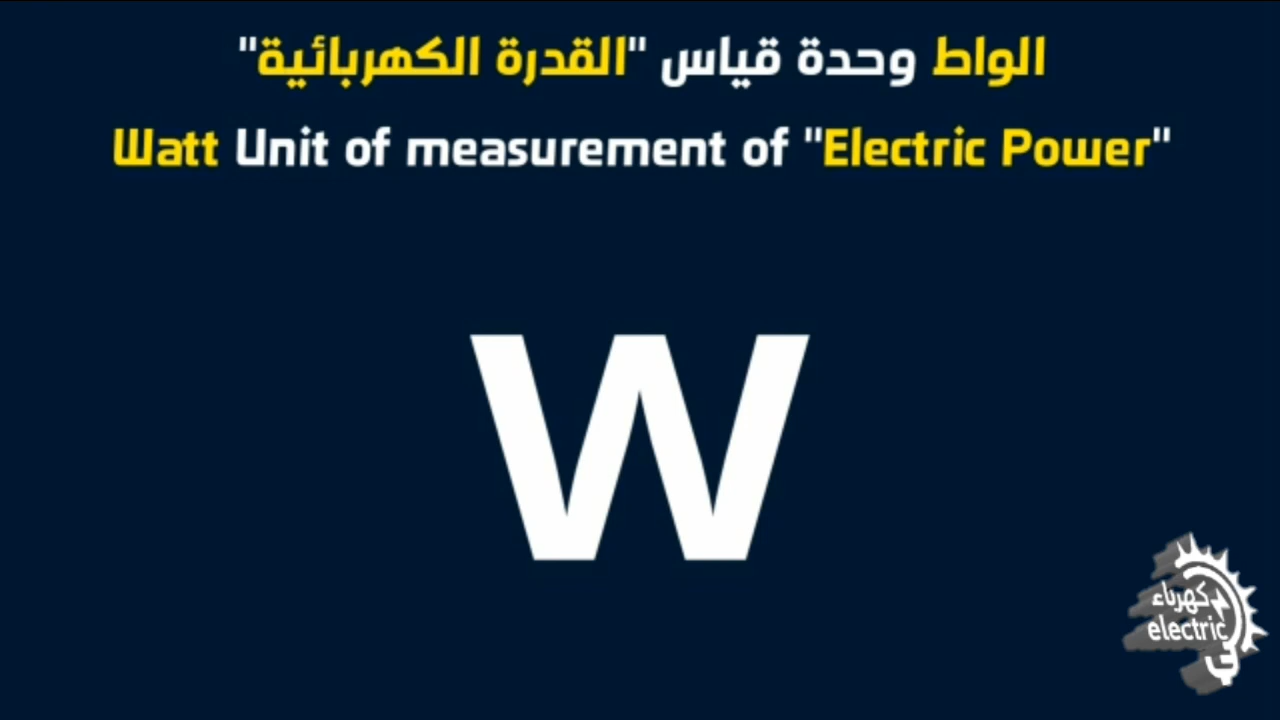 الواط وحدة قياس "القدرة الكهربائية"
Watt Unit of measurement of "Electric Power"
W
كهرباء
electric